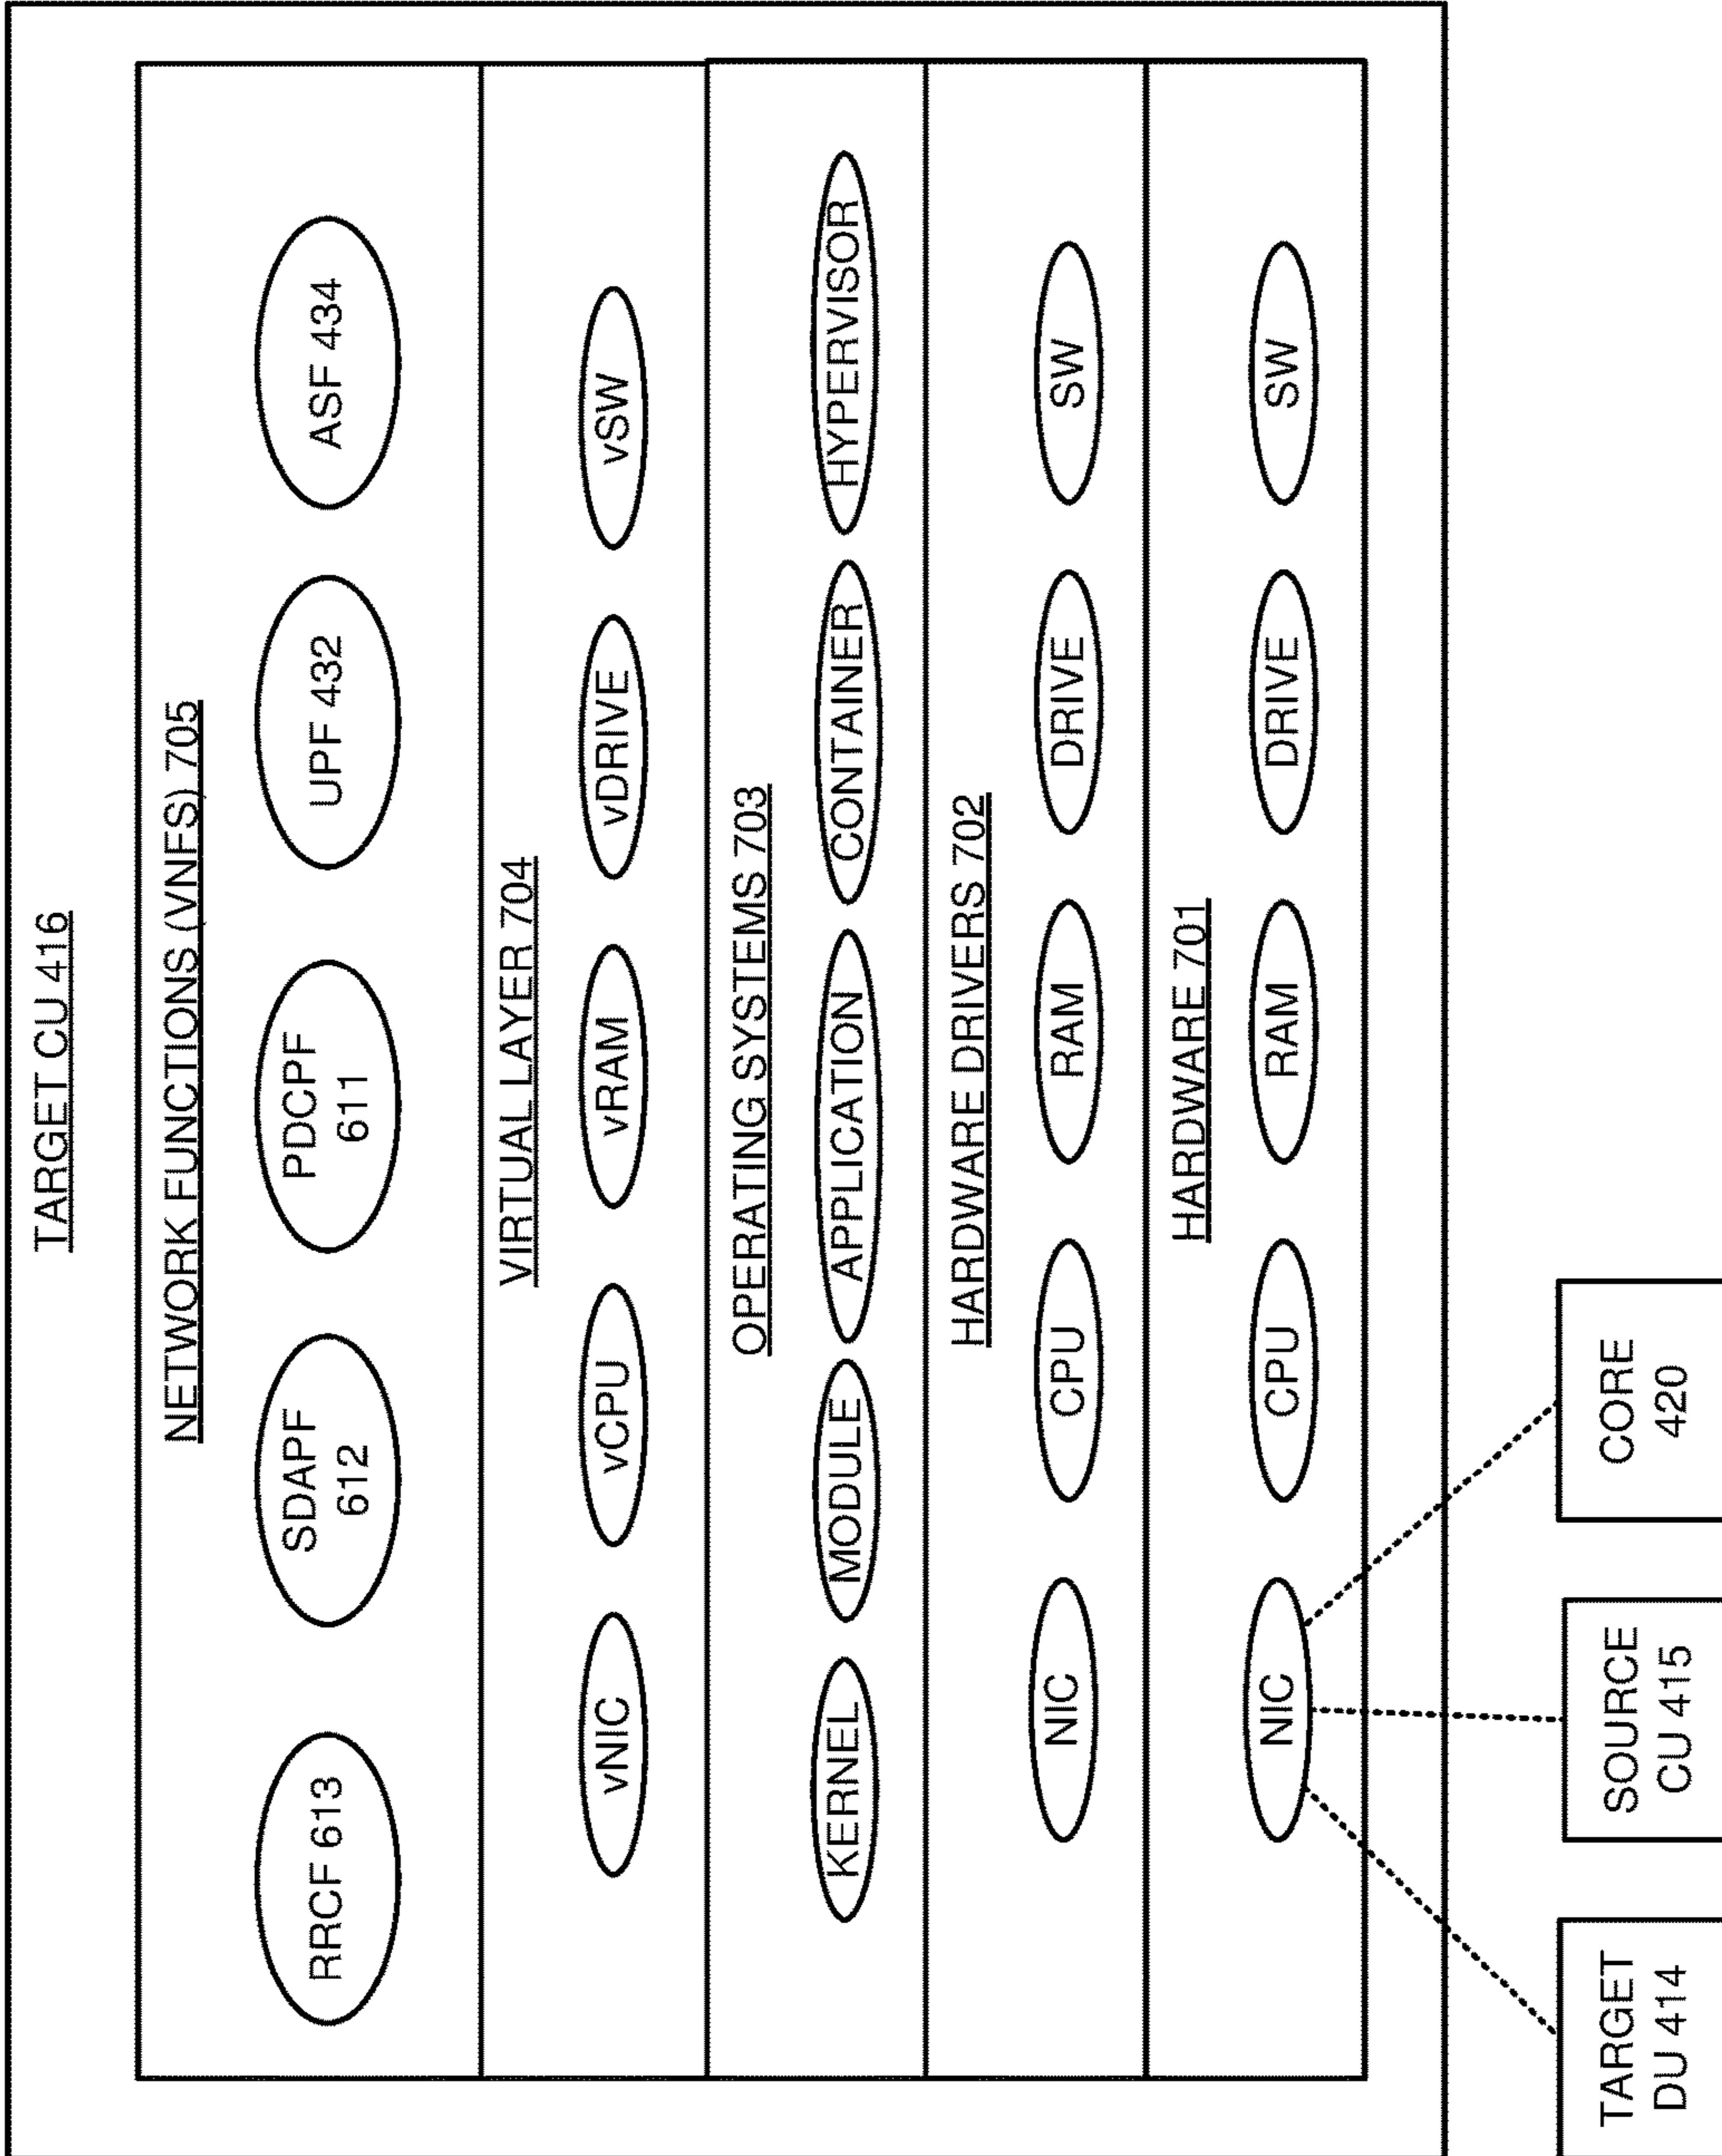 TARGET CU 416
NETWORK FUNCTIONS (VNFS) 705
RRCF 613
SDAPF
612
PDCPF
611
UPF 432
ASF 434
VIRTUAL LAYER 704
vNIC
vCPU
vRAM
vDRIVE
vSW
OPERATING SYSTEMS 703
KERNEL
MODULE
APPLICATION
CONTAINER
HYPERVISOR
HARDWARE DRIVERS 702
NIC
CPU
RAM
DRIVE
SW
HARDWARE 701
NIC
CPU
RAM
DRIVE
SW
TARGET
DU 414
SOURCE
CU 415
CORE
420